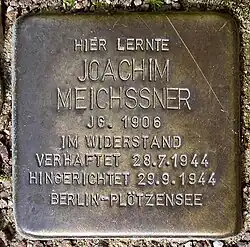 HIER LERNTE
JOACHIM
MEICHSSNER
JG. 1906
IM WIDERSTAND
VERHAFTET 28.7.1944
HINGERICHTET 29.9.1944
BERLIN-PLÖTZENSEE